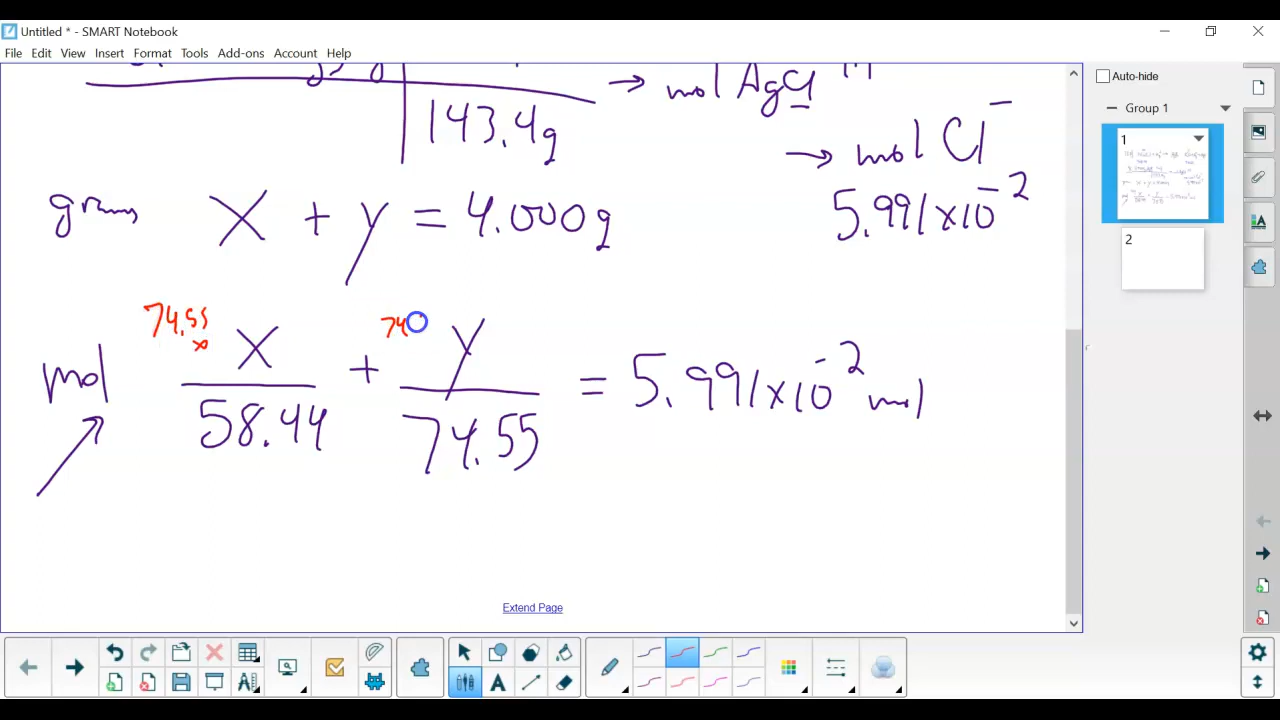 Untitled * - SMART Notebook
File Edit View Insert Format Tools Add-ons Account Help
Auto-hide
Group 1
1
2
→ mol AgCl
143.4g
→ mol Cl⁻
5.991x10⁻²
grams x + y = 4.000g
74.55 x
74
mol x/58.44 + y/74.55 = 5.991x10⁻² mol
Extend Page